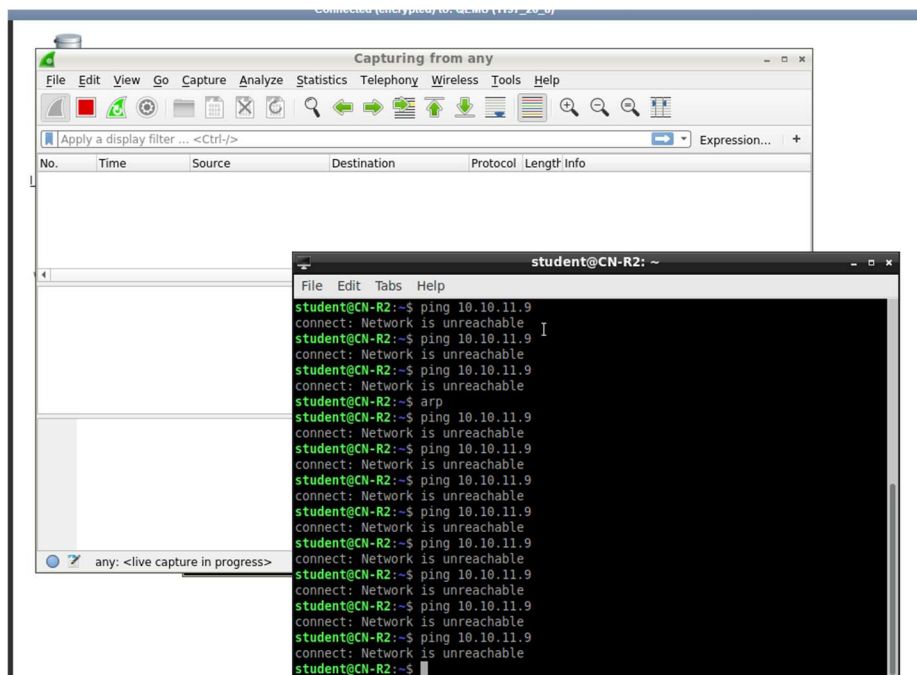 Connected (encrypted) to: QEMU (1197_20_6)
Capturing from any
File Edit View Go Capture Analyze Statistics Telephony Wireless Tools Help
Apply a display filter ... <Ctrl-/> Expression... +
No. Time Source Destination Protocol Length Info
student@CN-R2: ~
File Edit Tabs Help
student@CN-R2:~$ ping 10.10.11.9
connect: Network is unreachable
student@CN-R2:~$ ping 10.10.11.9
connect: Network is unreachable
student@CN-R2:~$ ping 10.10.11.9
connect: Network is unreachable
student@CN-R2:~$ arp
student@CN-R2:~$ ping 10.10.11.9
connect: Network is unreachable
student@CN-R2:~$ ping 10.10.11.9
connect: Network is unreachable
student@CN-R2:~$ ping 10.10.11.9
connect: Network is unreachable
student@CN-R2:~$ ping 10.10.11.9
connect: Network is unreachable
student@CN-R2:~$ ping 10.10.11.9
connect: Network is unreachable
student@CN-R2:~$ ping 10.10.11.9
connect: Network is unreachable
student@CN-R2:~$ ping 10.10.11.9
connect: Network is unreachable
student@CN-R2:~$ ping 10.10.11.9
connect: Network is unreachable
student@CN-R2:~$
any: <live capture in progress>